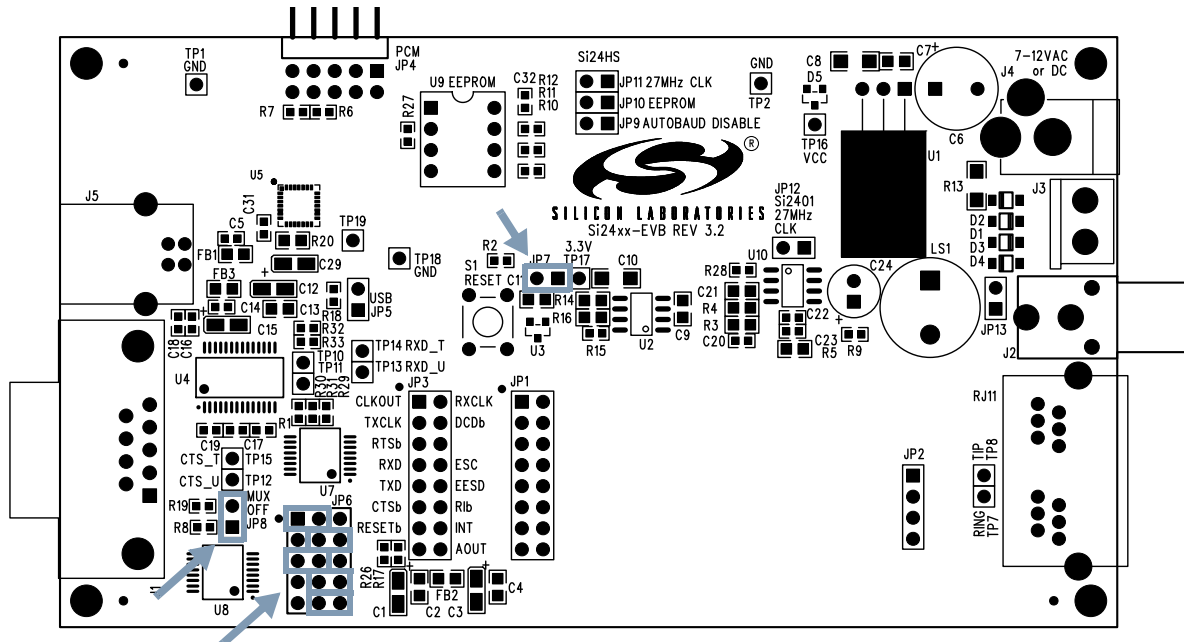 TP1
GND
PCM
JP4
R7
R6
U9 EEPROM
R27
C32
R12
R11
R10
Si24HS
JP11 27MHz CLK
JP10 EEPROM
JP9 AUTOBAUD DISABLE
GND
TP2
C8
D5
TP16
VCC
C7
+
C6
7-12VAC
or DC
J4
U1
R13
J3
D2
D1
D3
D4
®
SILICON LABORATORIES
Si24xx-EVB REV 3.2
JP12
Si2401
27MHz
CLK
J5
U5
C31
C5
FB1
R20
C29
TP19
TP18
GND
FB3
C12
+
C14
C13
R18
USB
JP5
C15
+
C18
C16
R32
R33
TP10
TP11
TP14 RXD_T
TP13 RXD_U
U4
R30
R31
R29
R1
C19
C17
CTS_T
TP15
CTS_U
TP12
R19
R8
MUX
OFF
JP8
U7
JP6
U8
J1
R2
S1
RESET
JP7
C11
3.3V
TP17
C10
R14
R16
R15
U3
U2
C9
U10
R28
C21
R4
R3
C20
C22
C23
R5
R9
C24
+
LS1
JP13
J2
JP3
JP1
CLKOUT
RXCLK
TXCLK
DCDb
RTSb
RXD
ESC
TXD
EESD
CTSb
RIb
RESETb
INT
AOUT
R26
R17
C1
+
C2
FB2
C3
+
C4
JP2
RJ11
TIP
TP8
RING
TP7